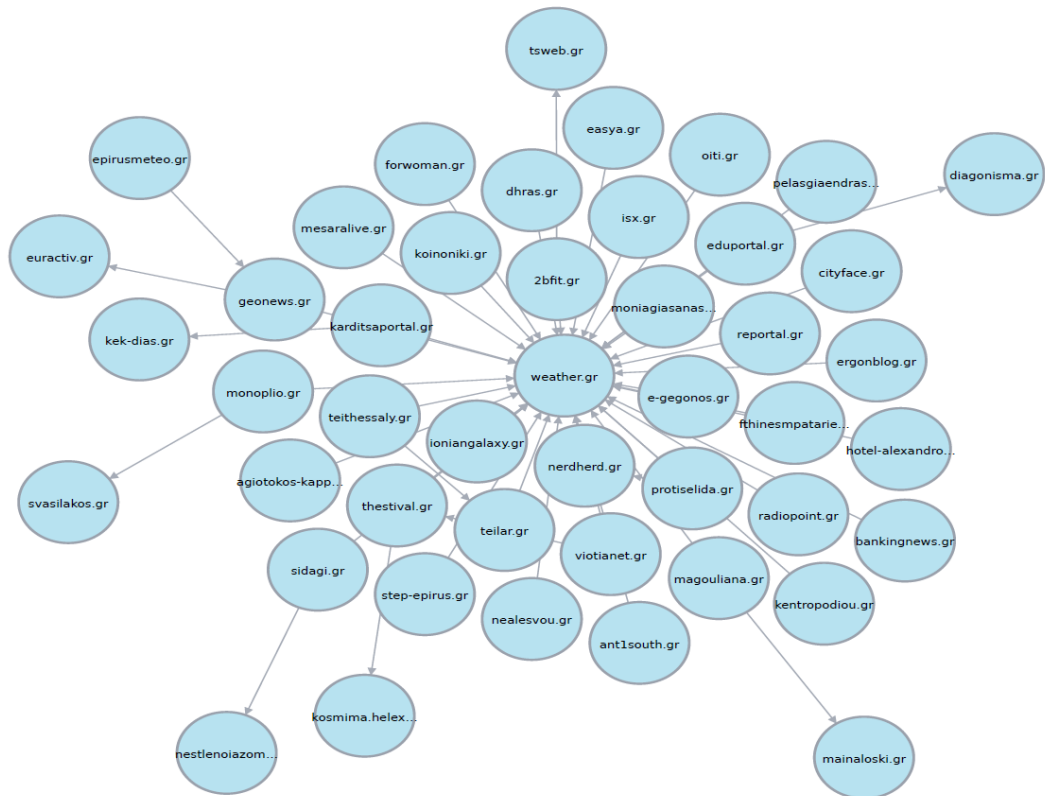 tsweb.gr
easya.gr
epirusmeteo.gr
forwoman.gr
oiti.gr
dhras.gr
pelasgiaendras...
diagonisma.gr
mesaralive.gr
isx.gr
koinoniki.gr
eduportal.gr
euractiv.gr
2bfit.gr
cityface.gr
geonews.gr
moniagiasanas...
karditsaportal.gr
reportal.gr
kek-dias.gr
ergonblog.gr
weather.gr
monoplio.gr
e-gegonos.gr
teithessaly.gr
fthinesmpatarie...
ioniangalaxy.gr
hotel-alexandro...
nerdherd.gr
agiotokos-kapp...
protiselida.gr
svasilakos.gr
thestival.gr
radiopoint.gr
teilar.gr
bankingnews.gr
viotianet.gr
sidagi.gr
magouliana.gr
step-epirus.gr
kentropodiou.gr
nealesvou.gr
ant1south.gr
kosmima.helex...
nestlenoiazom...
mainaloski.gr